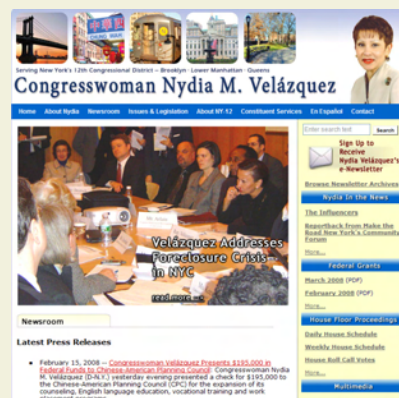 Serving New York's 12th Congressional District -- Brooklyn · Lower Manhattan · Queens
Congresswoman Nydia M. Velázquez
Home About Nydia Newsroom Issues & Legislation About NY-12 Constituent Services En Español Contact
Enter search text Search
Sign Up to
Receive
Nydia Velázquez's
e-Newsletter
Browse Newsletter Archives
Nydia In the News
The Influencers
Reportback from Make the
Road New York's Community
Forum
More...
Federal Grants
March 2008 (PDF)
February 2008 (PDF)
More...
House Floor Proceedings
Daily House Schedule
Weekly House Schedule
House Roll Call Votes
More...
Multimedia
Velázquez Addresses
Foreclosure Crisis
in NYC
read more...
Newsroom
Latest Press Releases
February 15, 2008 -- Congresswoman Velázquez Presents $195,000 in
Federal Funds to Chinese-American Planning Council: Congresswoman Nydia
M. Velázquez (D-N.Y.) yesterday evening presented a check for $195,000 to
the Chinese-American Planning Council (CPC) for the expansion of its
counseling, English language education, vocational training and work